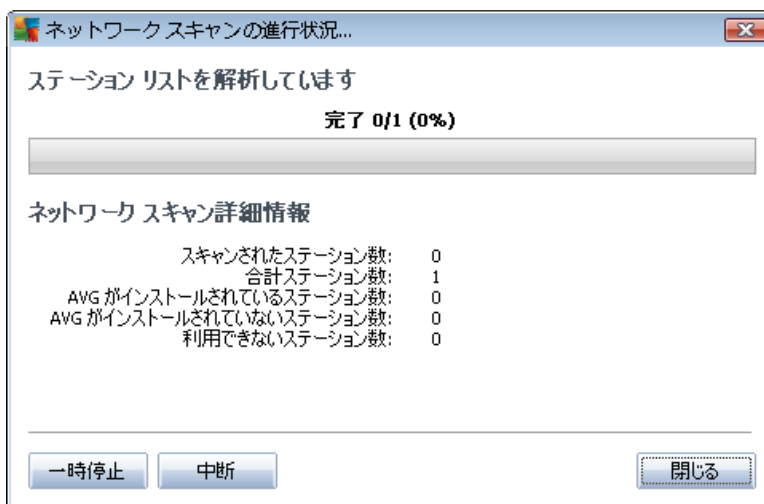 ネットワーク スキャンの進行状況...
ステーション リストを解析しています
完了 0/1 (0%)
ネットワーク スキャン詳細情報
スキャンされたステーション数: 0
合計ステーション数: 1
AVG がインストールされているステーション数: 0
AVG がインストールされていないステーション数: 0
利用できないステーション数: 0
一時停止 中断 閉じる